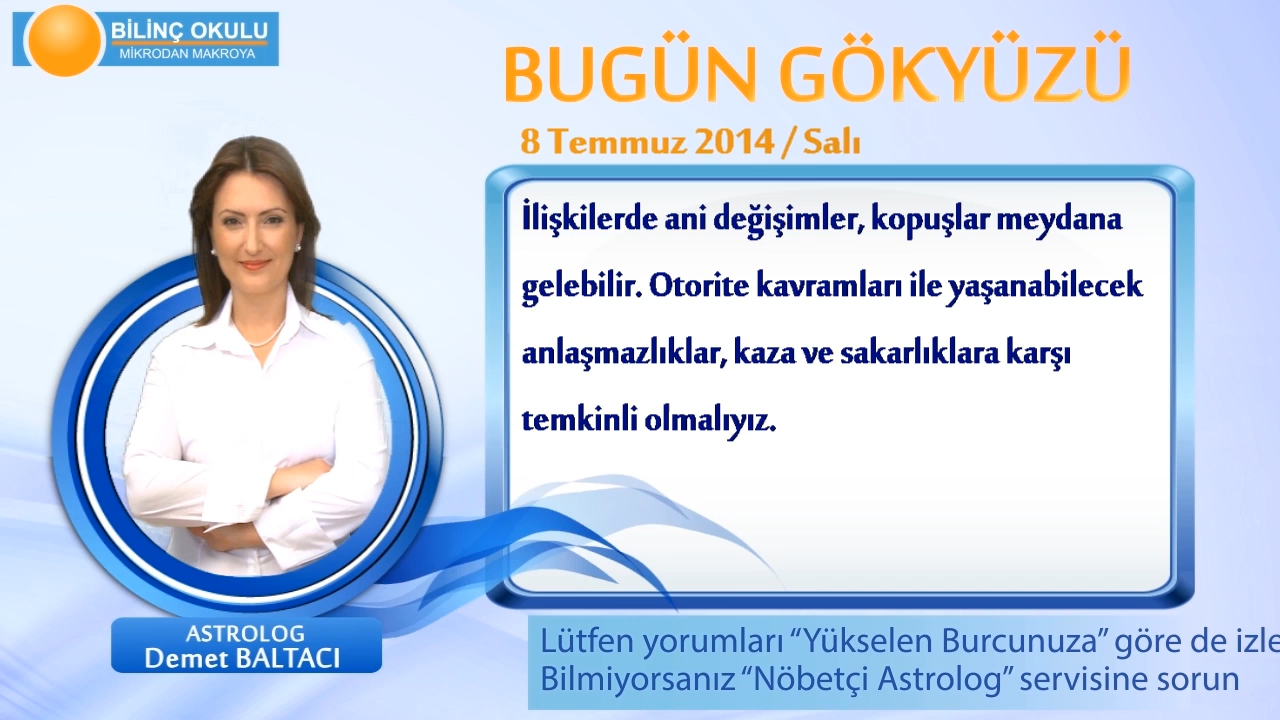 BİLİNÇ OKULU
MİKRODAN MAKROYA
BUGÜN GÖKYÜZÜ
8 Temmuz 2014 / Salı
İlişkilerde ani değişimler, kopuşlar meydana
gelebilir. Otorite kavramları ile yaşanabilecek
anlaşmazlıklar, kaza ve sakarlıklara karşı
temkinli olmalıyız.
ASTROLOG
Demet BALTACI
Lütfen yorumları “Yükselen Burcunuza” göre de izle
Bilmiyorsanız “Nöbetçi Astrolog” servisine sorun